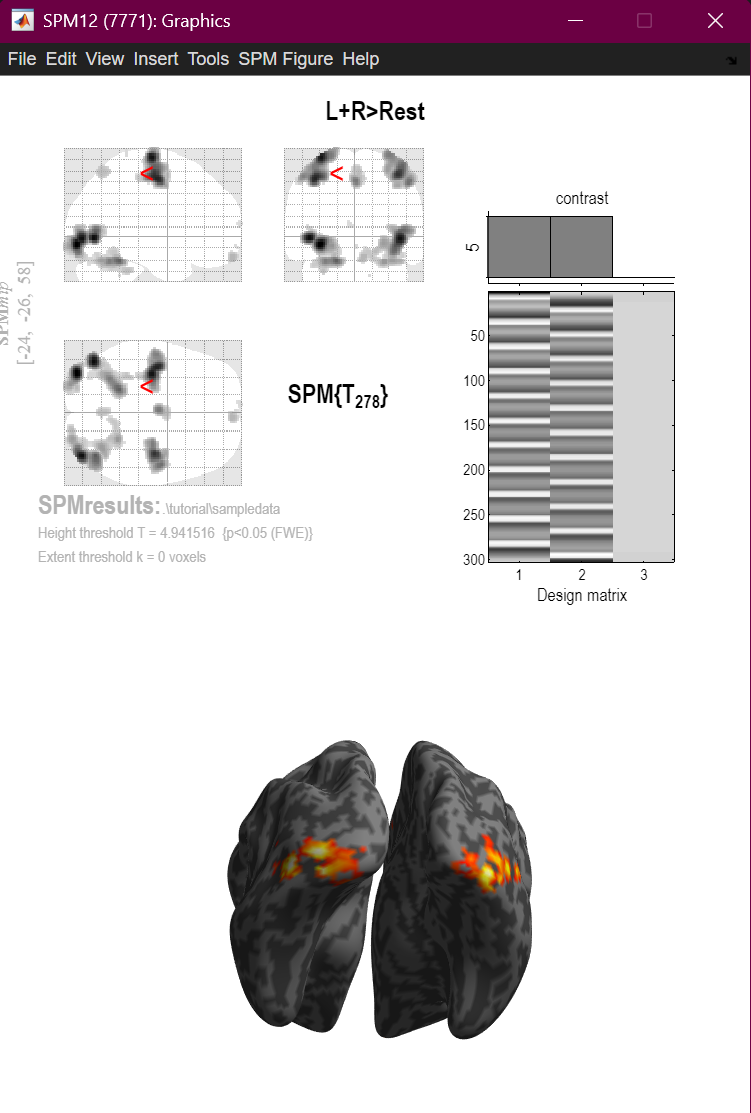 SPM12 (7771): Graphics
File Edit View Insert Tools SPM Figure Help
L+R>Rest
<
<
SPMmip
[-24, -26, 58]
<
SPM{T278}
SPMresults: .\tutorial\sampledata
Height threshold T = 4.941516 {p<0.05 (FWE)}
Extent threshold k = 0 voxels
contrast
5
50
100
150
200
250
300
1 2 3
Design matrix